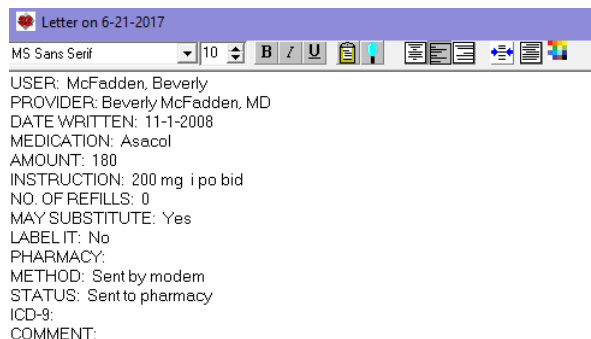 Letter on 6-21-2017
MS Sans Serif 10 B I U
USER: McFadden, Beverly
PROVIDER: Beverly McFadden, MD
DATE WRITTEN: 11-1-2008
MEDICATION: Asacol
AMOUNT: 180
INSTRUCTION: 200 mg i po bid
NO. OF REFILLS: 0
MAY SUBSTITUTE: Yes
LABEL IT: No
PHARMACY:
METHOD: Sent by modem
STATUS: Sent to pharmacy
ICD-9:
COMMENT: